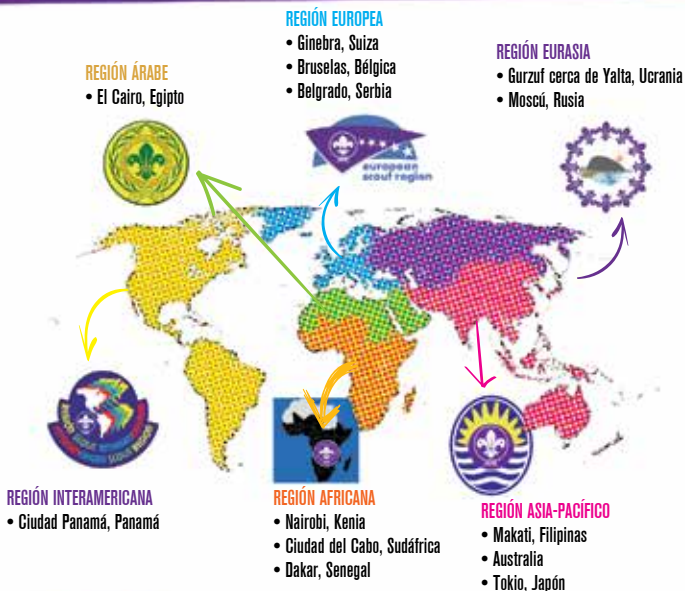 REGIÓN EUROPEA
• Ginebra, Suiza
• Bruselas, Bélgica
• Belgrado, Serbia
REGIÓN ÁRABE
• El Cairo, Egipto
REGIÓN EURASIA
• Gurzuf cerca de Yalta, Ucrania
• Moscú, Rusia
european
scout region
REGIÓN INTERAMERICANA
• Ciudad Panamá, Panamá
REGIÓN AFRICANA
• Nairobi, Kenia
• Ciudad del Cabo, Sudáfrica
• Dakar, Senegal
REGIÓN ASIA-PACÍFICO
• Makati, Filipinas
• Australia
• Tokio, Japón